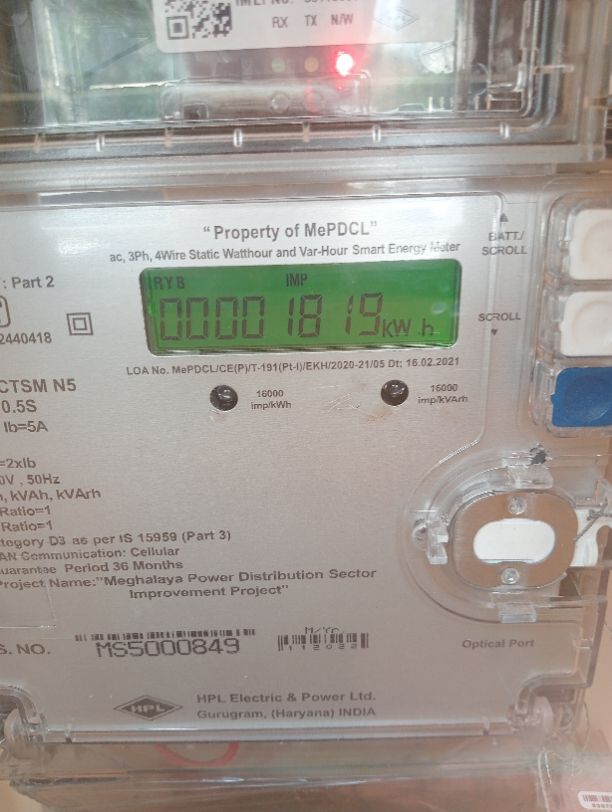 RX TX N/W
"Property of MePDCL"
ac, 3Ph, 4Wire Static Watthour and Var-Hour Smart Energy Meter
BATT./
SCROLL
: Part 2
RYB IMP
00001819 kW h
2440418
SCROLL
LOA No. MePDCL/CE(P)/T-191(Pt-I)/EKH/2020-21/05 Dt: 16.02.2021
CTSM N5
16000
imp/kWh
16000
imp/kVArh
0.5S
Ib=5A
=2xIb
0V , 50Hz
h, kVAh, kVArh
Ratio=1
Ratio=1
tegory D3 as per IS 15959 (Part 3)
AN Communication: Cellular
uarantee Period 36 Months
Project Name:"Meghalaya Power Distribution Sector
Improvement Project"
S. NO.
MS5000849
M/Yr
112022
Optical Port
HPL
HPL Electric & Power Ltd.
Gurugram, (Haryana) INDIA